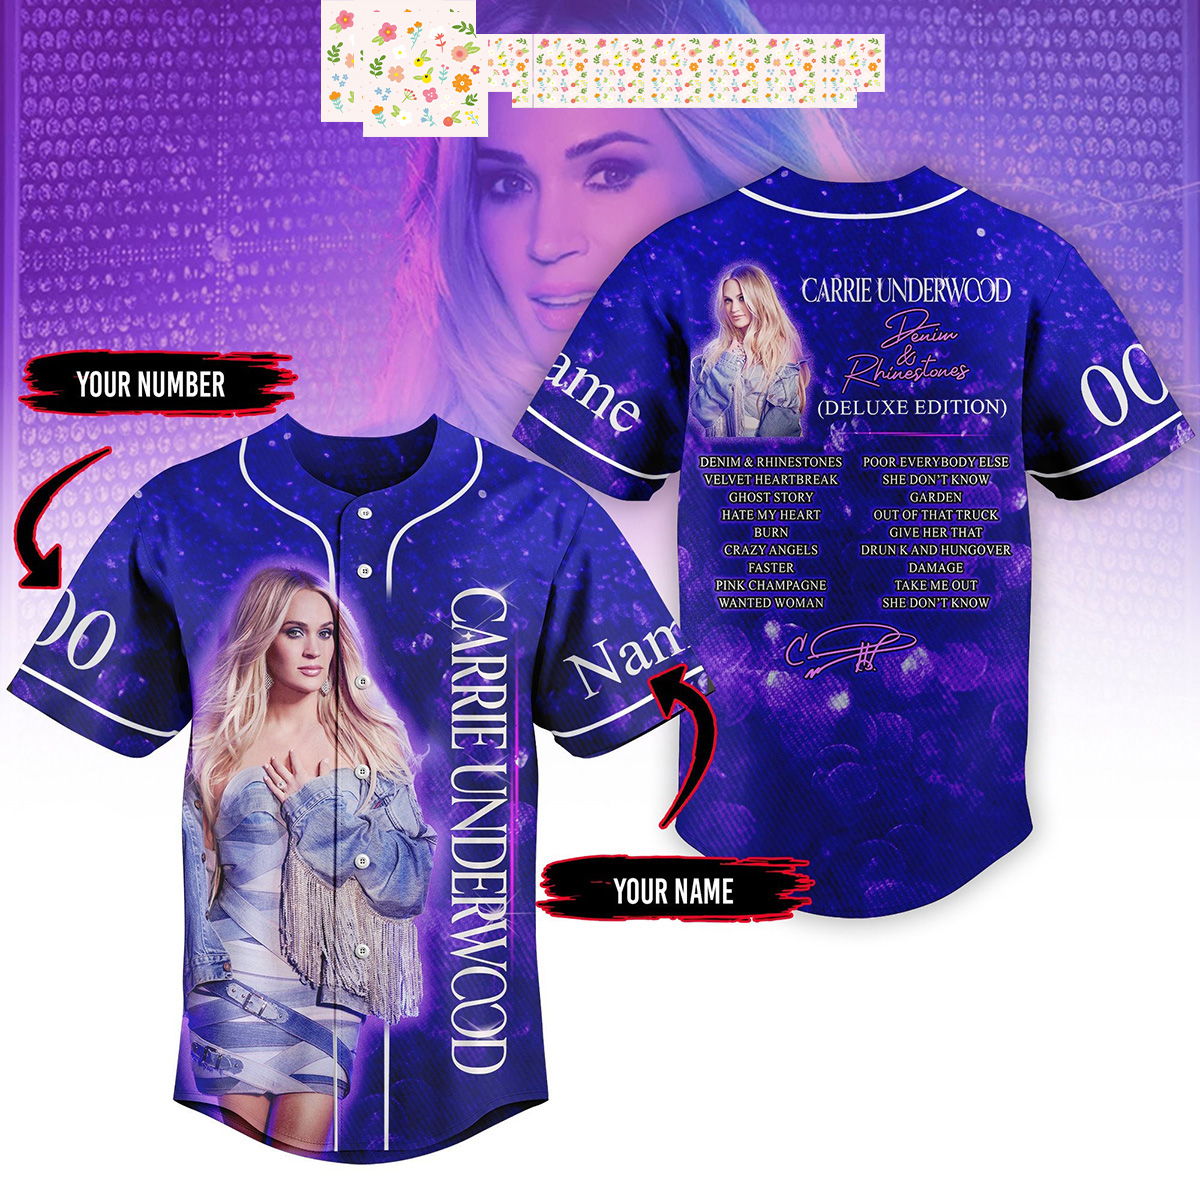 YOUR NUMBER
CARRIE UNDERWOOD
Denim
&
Rhinestones
(DELUXE EDITION)
ame
00
DENIM & RHINESTONES
VELVET HEARTBREAK
GHOST STORY
HATE MY HEART
BURN
CRAZY ANGELS
FASTER
PINK CHAMPAGNE
WANTED WOMAN
POOR EVERYBODY ELSE
SHE DON'T KNOW
GARDEN
OUT OF THAT TRUCK
GIVE HER THAT
DRUN K AND HUNGOVER
DAMAGE
TAKE ME OUT
SHE DON'T KNOW
00
Nam
CARRIE UNDERWOOD
YOUR NAME